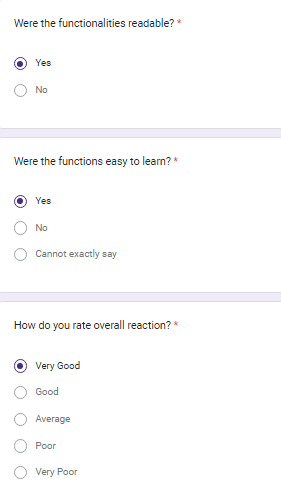 Were the functionalities readable? *
Yes
No
Were the functions easy to learn? *
Yes
No
Cannot exactly say
How do you rate overall reaction? *
Very Good
Good
Average
Poor
Very Poor